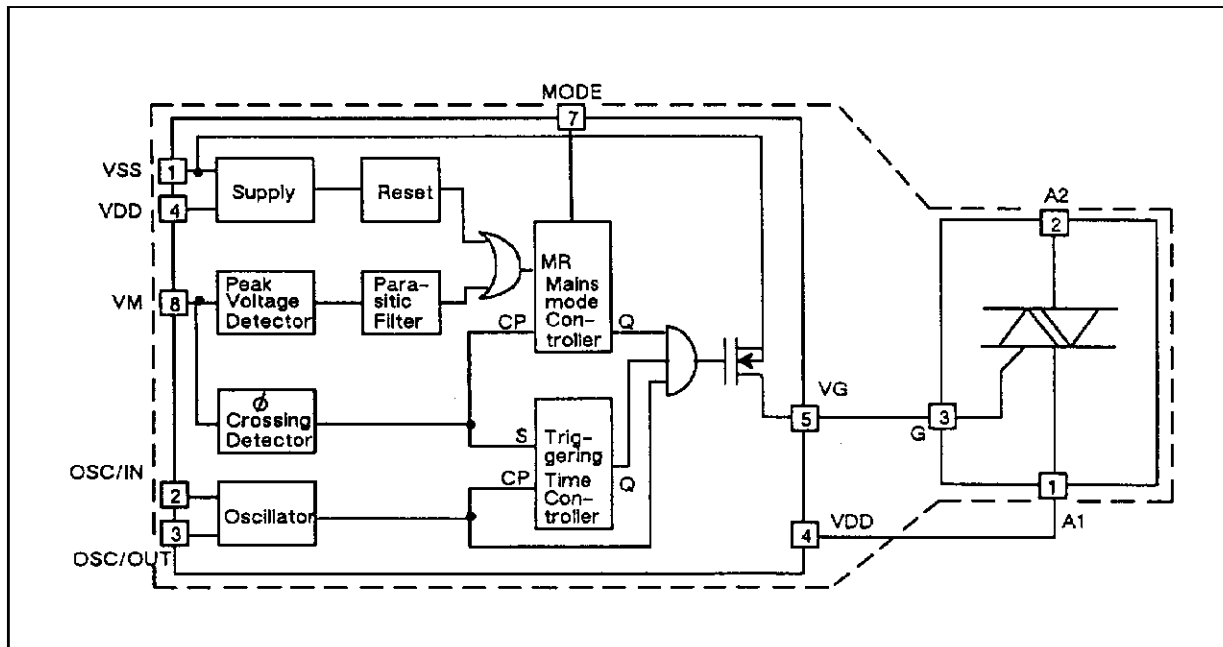 MODE
7
VSS
1
Supply
Reset
VDD
4
A2
2
VM
8
Peak
Voltage
Detector
Para-
sitic
Filter
MR
Mains
mode
Con-
troller
CP
Q
ϕ
Crossing
Detector
S
Trig-
gering
Time
Con-
troller
CP
Q
VG
5
G
3
OSC/IN
2
Oscillator
3
OSC/OUT
4
VDD
1
A1